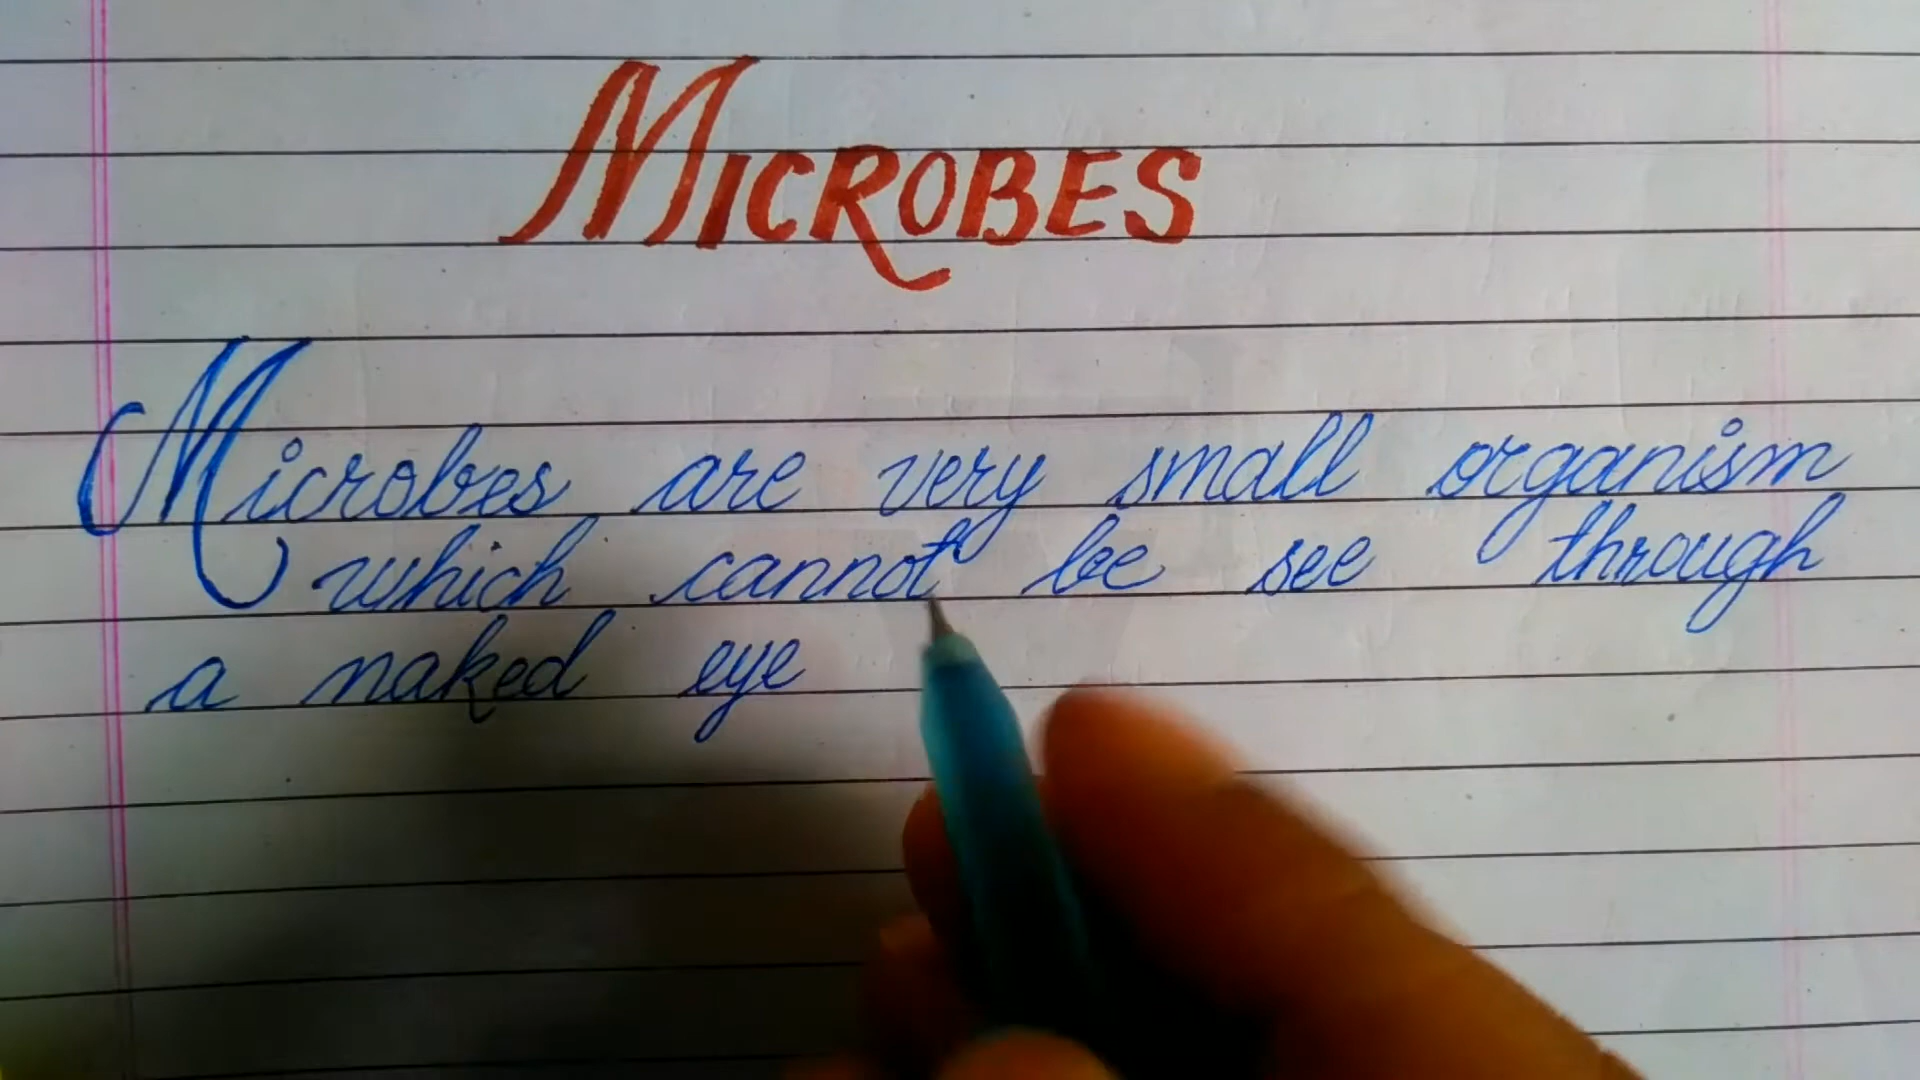 MICROBES
Microbes are very small organism
which cannot be see through
a naked eye